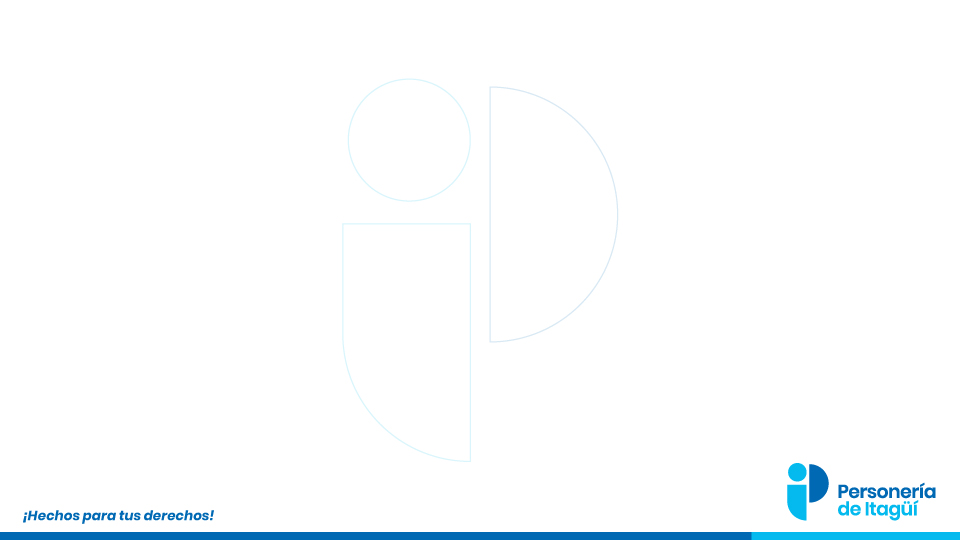 ¡Hechos para tus derechos!
Personería
de Itagüí